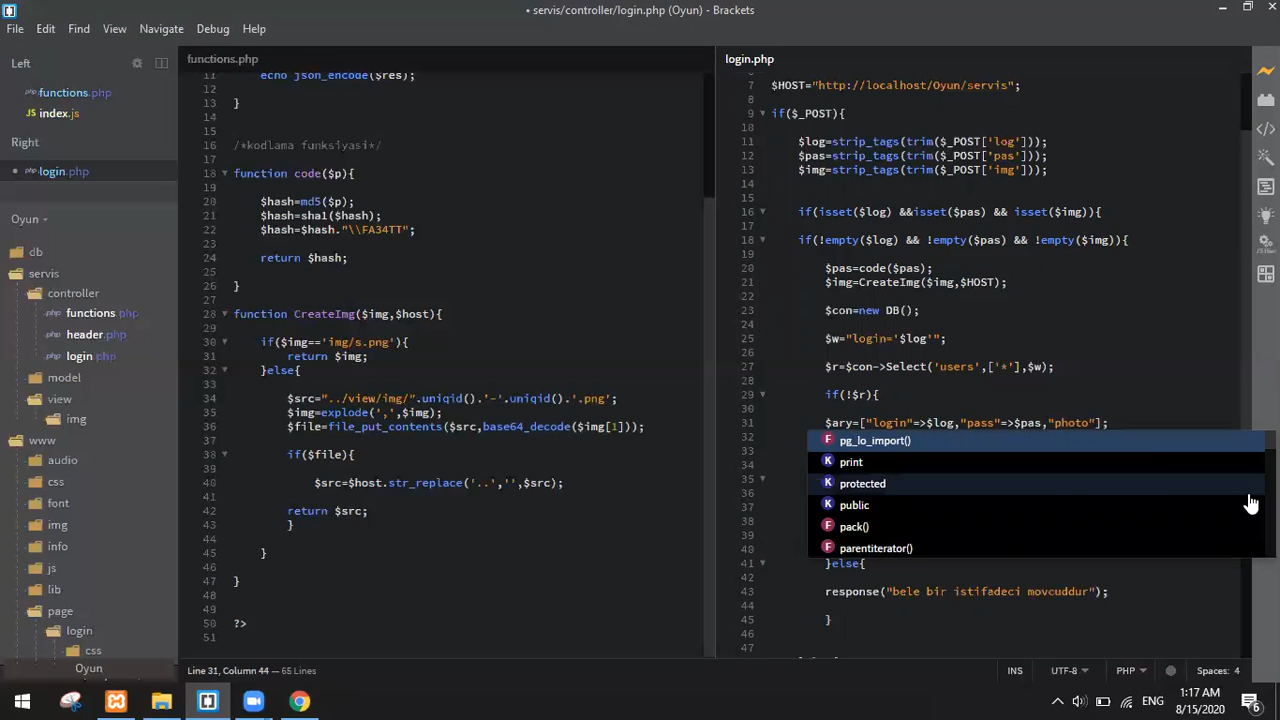 • servis/controller/login.php (Oyun) - Brackets
File Edit Find View Navigate Debug Help
Left
functions.php
index.js
Right
• login.php
Oyun
db
servis
controller
functions.php
header.php
login.php
model
view
img
www
audio
css
font
img
info
js
lib
page
login
css
Oyun
functions.php
11 echo json_encode($res);
12
13 }
14
15
16 /*kodlama funksiyasi*/
17
18 function code($p){
19
20 $hash=md5($p);
21 $hash=sha1($hash);
22 $hash=$hash."\\FA34TT";
23
24 return $hash;
25
26 }
27
28 function CreateImg($img,$host){
29
30 if($img=='img/s.png'){
31 return $img;
32 }else{
33
34 $src="../view/img/".uniqid().'-'.uniqid().'.png';
35 $img=explode(',',$img);
36 $file=file_put_contents($src,base64_decode($img[1]));
37
38 if($file){
39
40 $src=$host.str_replace('..','',$src);
41
42 return $src;
43 }
44
45 }
46
47 }
48
49
50 ?>
51
login.php
6
7 $HOST="http://localhost/Oyun/servis";
8
9 if($_POST){
10
11 $log=strip_tags(trim($_POST['log']));
12 $pas=strip_tags(trim($_POST['pas']));
13 $img=strip_tags(trim($_POST['img']));
14
15
16 if(isset($log) &&isset($pas) && isset($img)){
17
18 if(!empty($log) && !empty($pas) && !empty($img)){
19
20 $pas=code($pas);
21 $img=CreateImg($img,$HOST);
22
23 $con=new DB();
24
25 $w="login='$log'";
26
27 $r=$con->Select('users',['*'],$w);
28
29 if(!$r){
30
31 $ary=["login"=>$log,"pass"=>$pas,"photo"];
32 F pg_lo_import()
33 K print
34
35 K protected
36 K public
37
38 F pack()
39 F parentiterator()
40
41 }else{
42
43 response("bele bir istifadeci movcuddur");
44
45 }
46
47
Line 31, Column 44 — 65 Lines
INS UTF-8 PHP Spaces: 4
ENG
1:17 AM
8/15/2020
6